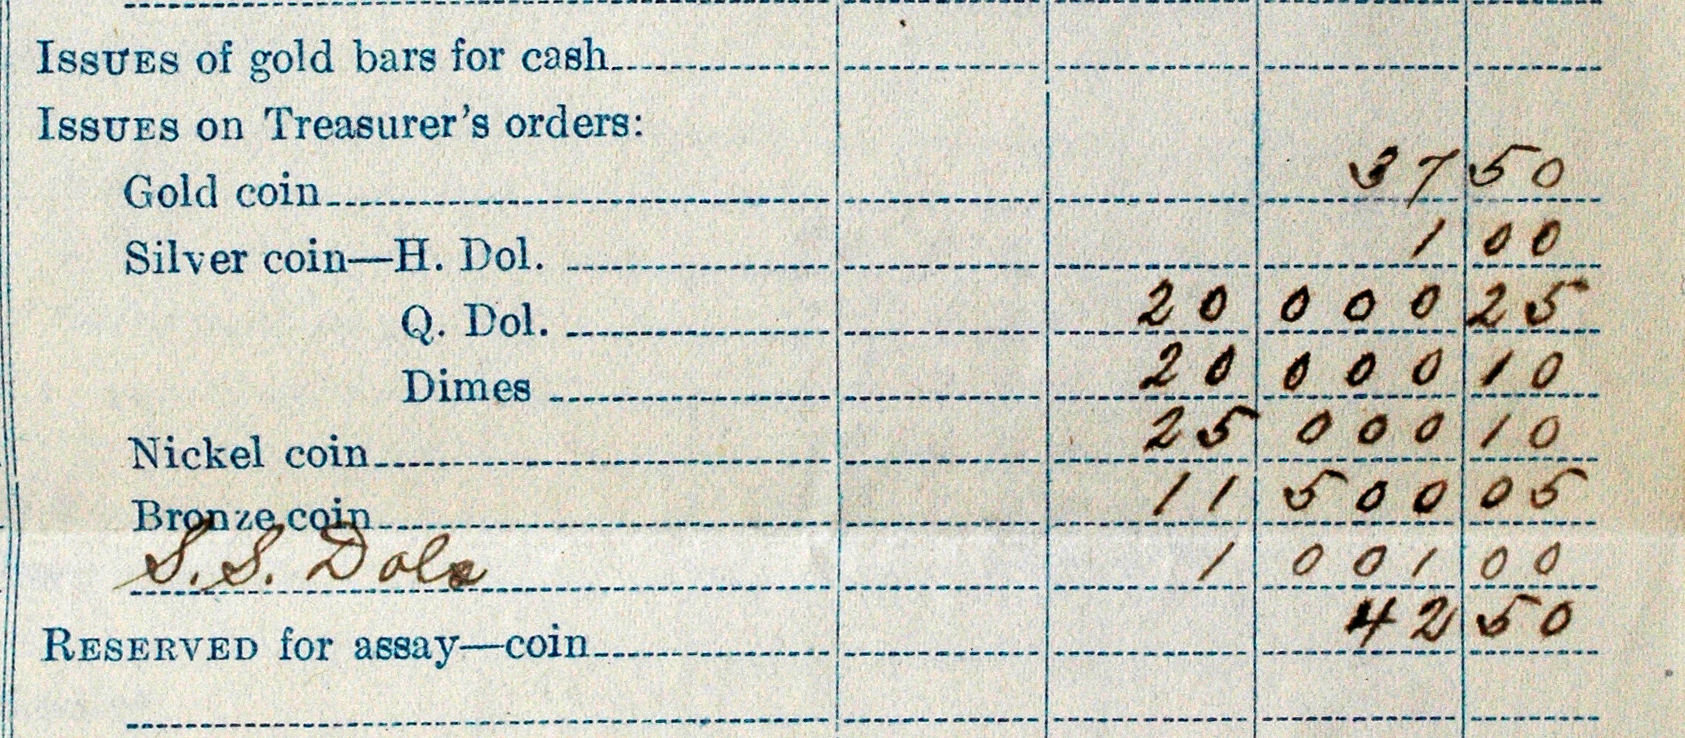 ISSUES of gold bars for cash
ISSUES on Treasurer's orders:
Gold coin 37 50
Silver coin—H. Dol. 1 00
Q. Dol. 20 000 25
Dimes 20 000 10
Nickel coin 25 000 10
Bronze coin 11 500 05
S.S. Dols 1 001 00
RESERVED for assay—coin 42 50